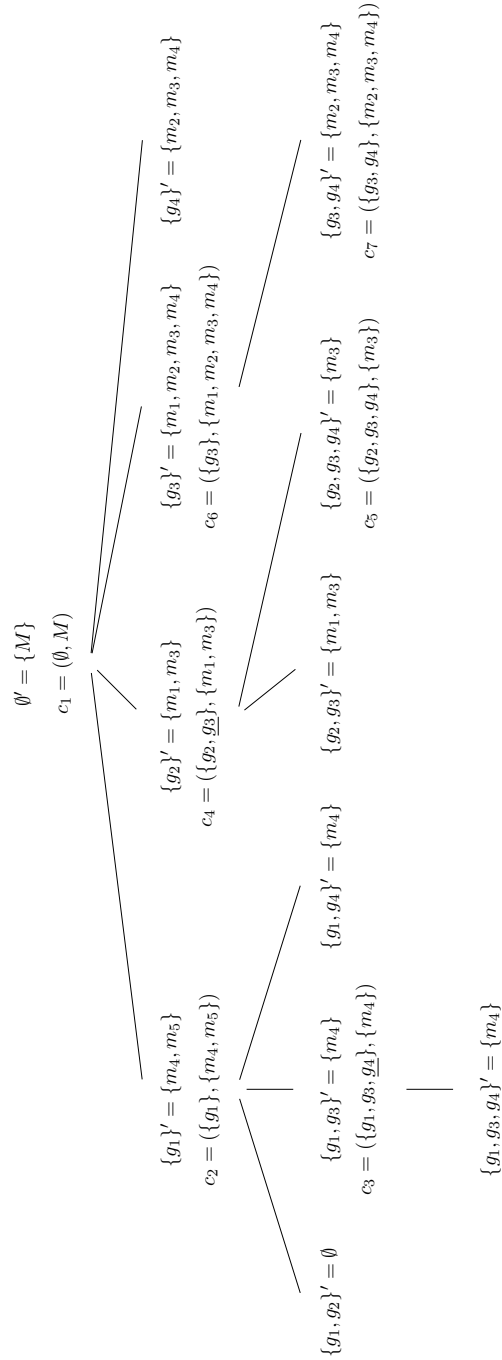 ∅′ = {M}
c₁ = (∅, M)
{g₁}′ = {m₄, m₅}
c₂ = ({g₁}, {m₄, m₅})
{g₂}′ = {m₁, m₃}
c₄ = ({g₂, g₃}, {m₁, m₃})
{g₃}′ = {m₁, m₂, m₃, m₄}
c₆ = ({g₃}, {m₁, m₂, m₃, m₄})
{g₄}′ = {m₂, m₃, m₄}
{g₁, g₂}′ = ∅
{g₁, g₃}′ = {m₄}
c₃ = ({g₁, g₃, g₄}, {m₄})
{g₁, g₄}′ = {m₄}
{g₂, g₃}′ = {m₁, m₃}
{g₂, g₃, g₄}′ = {m₃}
c₅ = ({g₂, g₃, g₄}, {m₃})
{g₃, g₄}′ = {m₂, m₃, m₄}
c₇ = ({g₃, g₄}, {m₂, m₃, m₄})
{g₁, g₃, g₄}′ = {m₄}